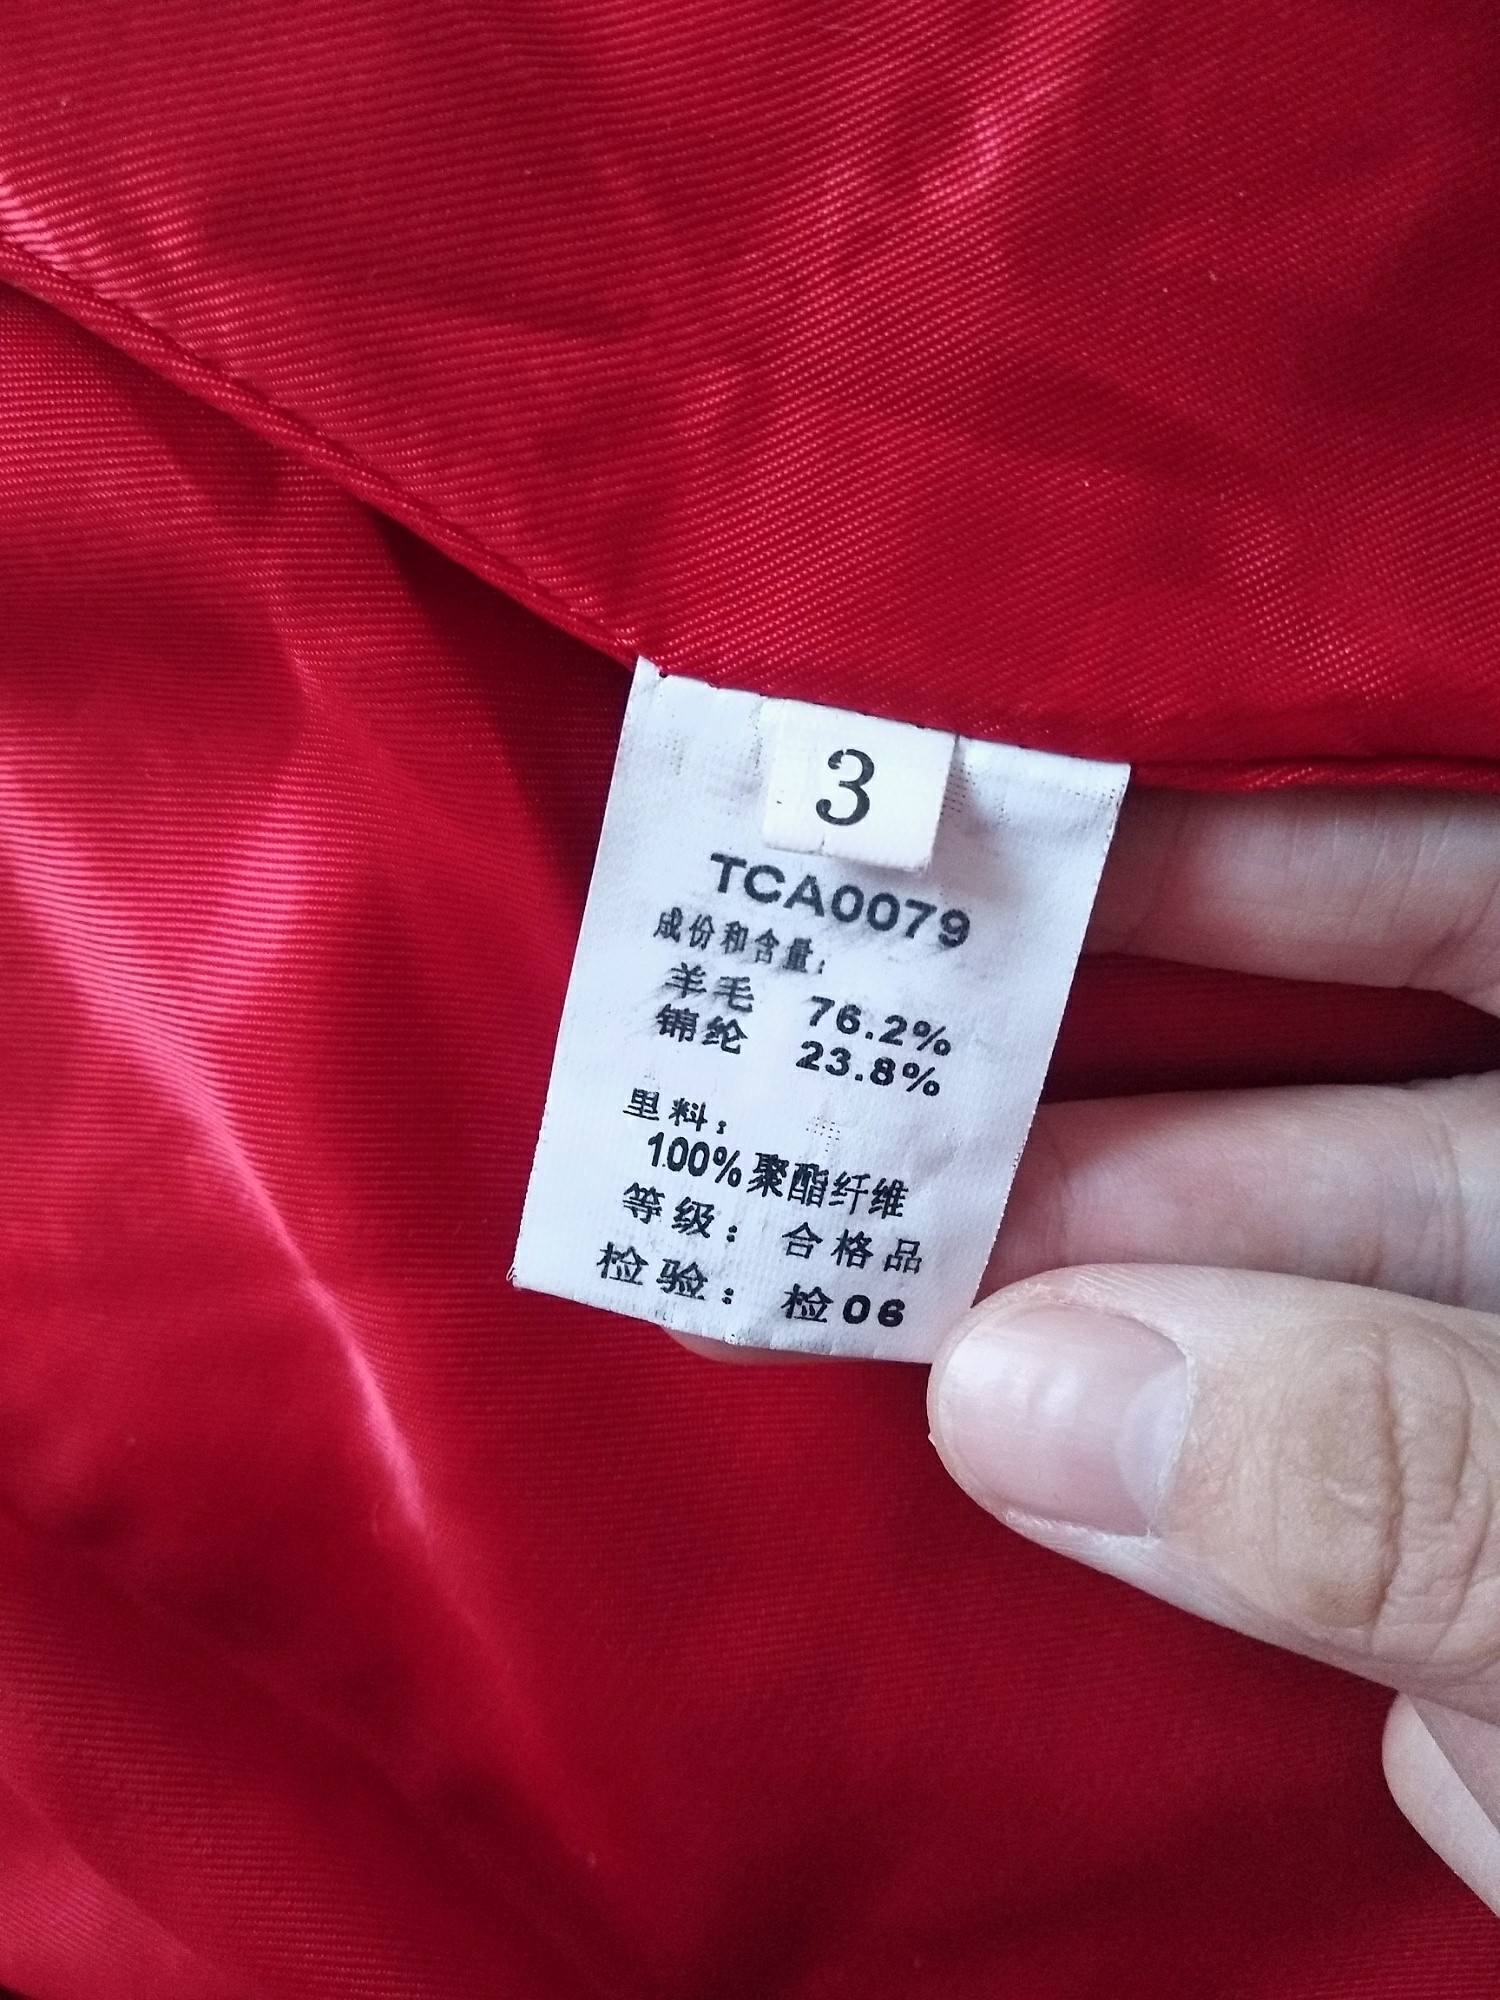 3
TCA0079
成份和含量:
羊毛 76.2%
锦纶 23.8%
里料:
100%聚酯纤维
等级: 合格品
检验: 检06